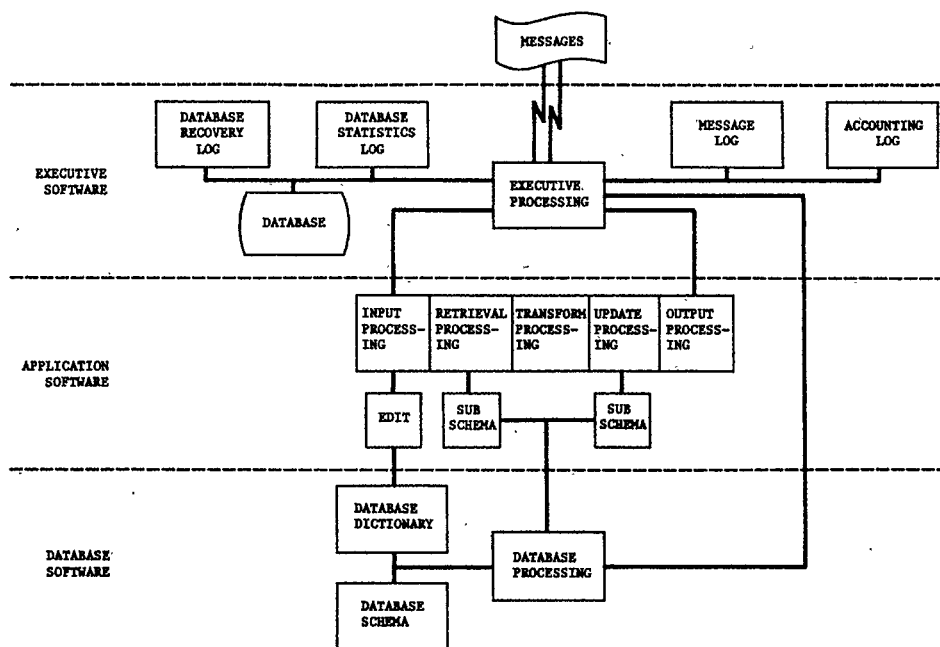 MESSAGES
DATABASE
RECOVERY
LOG
DATABASE
STATISTICS
LOG
MESSAGE
LOG
ACCOUNTING
LOG
EXECUTIVE
SOFTWARE
EXECUTIVE
PROCESSING
DATABASE
INPUT
PROCESS-
ING
RETRIEVAL
PROCESS-
ING
TRANSFORM
PROCESS-
ING
UPDATE
PROCESS-
ING
OUTPUT
PROCESS-
ING
APPLICATION
SOFTWARE
EDIT
SUB
SCHEMA
SUB
SCHEMA
DATABASE
DICTIONARY
DATABASE
SOFTWARE
DATABASE
PROCESSING
DATABASE
SCHEMA